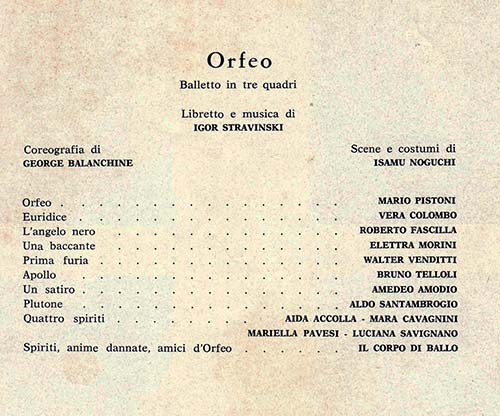 Orfeo
Balletto in tre quadri
Libretto e musica di
IGOR STRAVINSKI
Coreografia di
GEORGE BALANCHINE
Scene e costumi di
ISAMU NOGUCHI
Orfeo . . . . . . . . . . . . . . MARIO PISTONI
Euridice . . . . . . . . . . . . . VERA COLOMBO
L'angelo nero . . . . . . . . . . . ROBERTO FASCILLA
Una baccante . . . . . . . . . . . ELETTRA MORINI
Prima furia . . . . . . . . . . . . WALTER VENDITTI
Apollo . . . . . . . . . . . . . BRUNO TELLOLI
Un satiro . . . . . . . . . . . . AMEDEO AMODIO
Plutone . . . . . . . . . . . . . ALDO SANTAMBROGIO
Quattro spiriti . . . . . . . . AIDA ACCOLLA - MARA CAVAGNINI
MARIELLA PAVESI - LUCIANA SAVIGNANO
Spiriti, anime dannate, amici d'Orfeo . . . . . IL CORPO DI BALLO